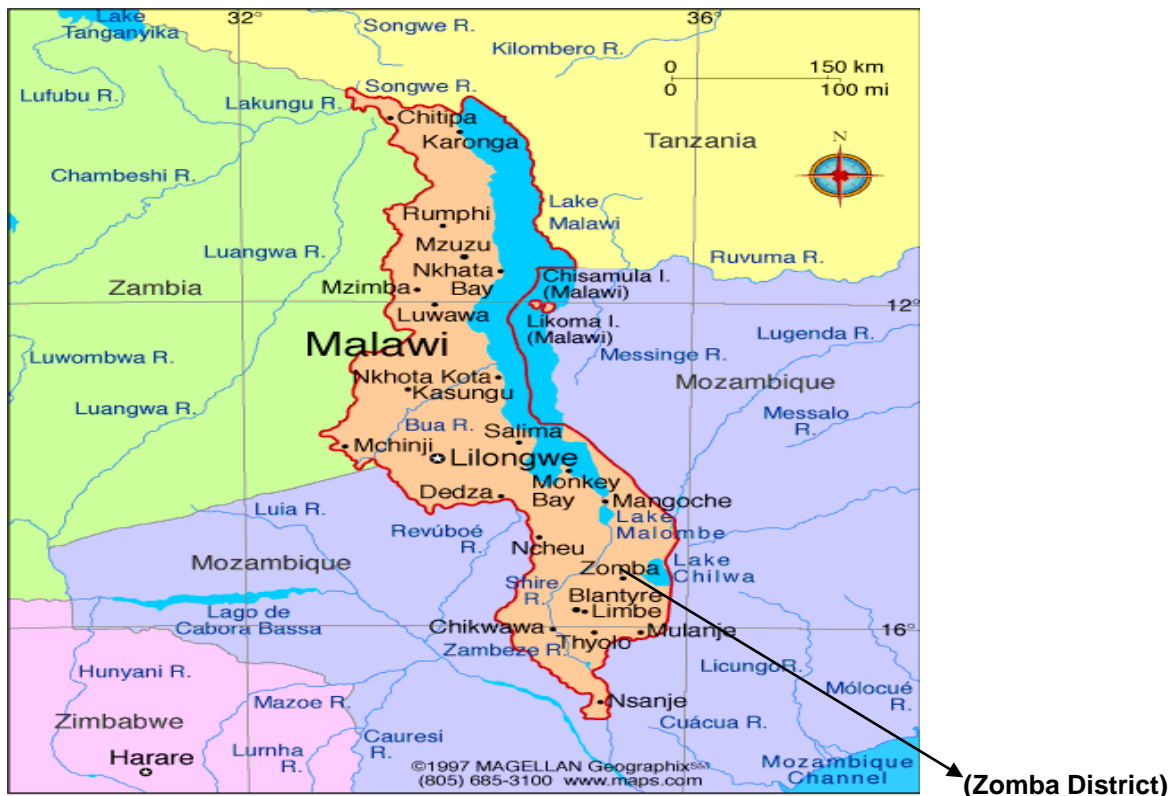 Lake
Tanganyika
32°
36°
Songwe R.
Kilombero R.
0 150 km
0 100 mi
Lufubu R.
Lakungu R.
Songwe R.
Chitipa
Karonga
Tanzania
N
Chambeshi R.
Lake
Malawi
Rumphi
Mzuzu
Luangwa R.
Nkhata
Bay
Ruvuma R.
Zambia
Mzimba
Chisamula I.
(Malawi)
12°
Luwawa
Likoma I.
(Malawi)
Lugenda R.
Malawi
Luwombwa R.
Messinge R.
Nkhota Kota
Kasungu
Mozambique
Luangwa R.
Messalo
R.
Bua R.
Salima
Mchinji
Lilongwe
Monkey
Bay
Dedza
Mangoche
Luia R.
Lake
Malombe
Revúboé
R.
Ncheu
Mozambique
Zomba
Lake
Chilwa
Shire
R.
Blantyre
Limbe
Lago de
Cabora Bassa
Chikwawa
Thyolo
Mulanje
16°
Zambeze R.
Hunyani R.
Licungo R.
Mólocué
R.
Mazoe R.
Nsanje
Zimbabwe
Cuácua R.
Cauresi
R.
Harare
Lurnha
R.
Mozambique
Channel
©1997 MAGELLAN Geographix℠
(805) 685-3100 www.maps.com
(Zomba District)